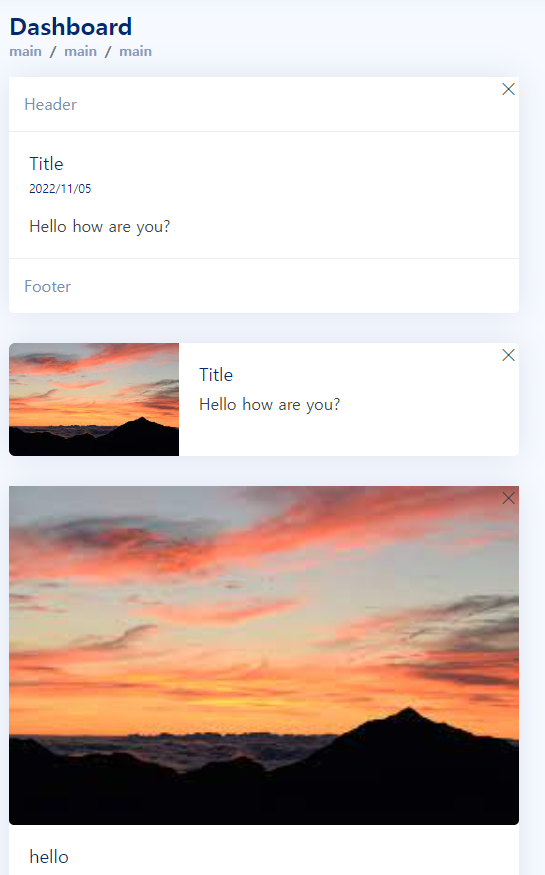 Dashboard
main / main / main
Header
Title
2022/11/05
Hello how are you?
Footer
Title
Hello how are you?
hello